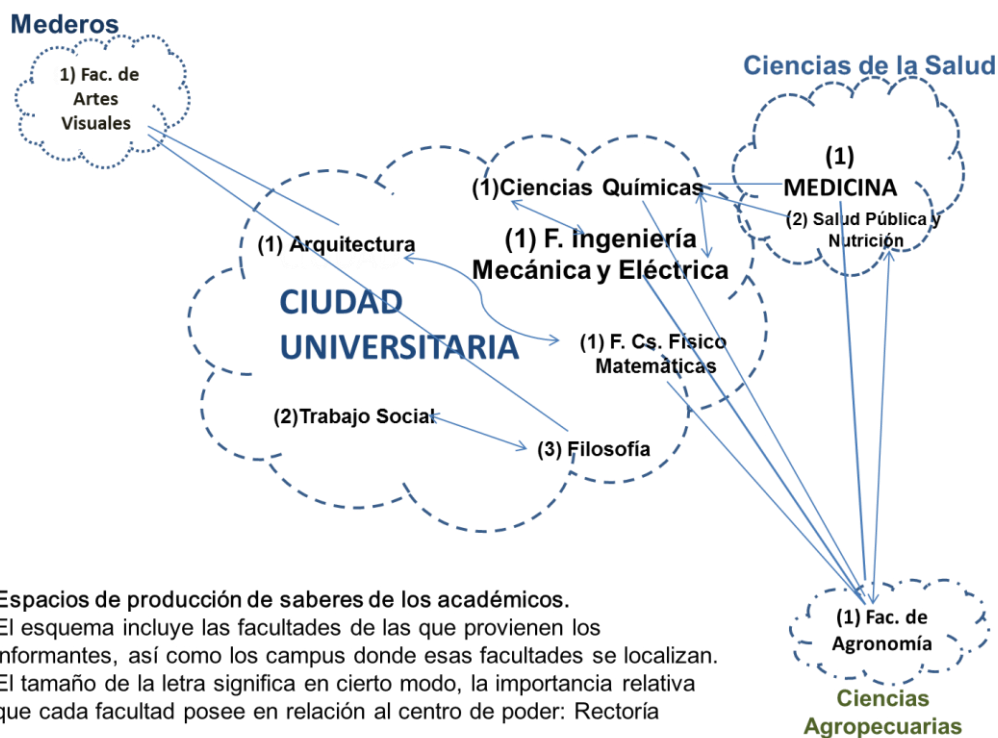 Mederos
1) Fac. de
Artes
Visuales
Ciencias de la Salud
(1)
MEDICINA
(2) Salud Pública y
Nutrición
(1)Ciencias Químicas
(1) F. Ingeniería
Mecánica y Eléctrica
(1) Arquitectura
CIUDAD
UNIVERSITARIA
(1) F. Cs. Físico
Matemáticas
(2)Trabajo Social
(3) Filosofía
Espacios de producción de saberes de los académicos.
El esquema incluye las facultades de las que provienen los
informantes, así como los campus donde esas facultades se localizan.
El tamaño de la letra significa en cierto modo, la importancia relativa
que cada facultad posee en relación al centro de poder: Rectoría
(1) Fac. de
Agronomía
Ciencias
Agropecuarias